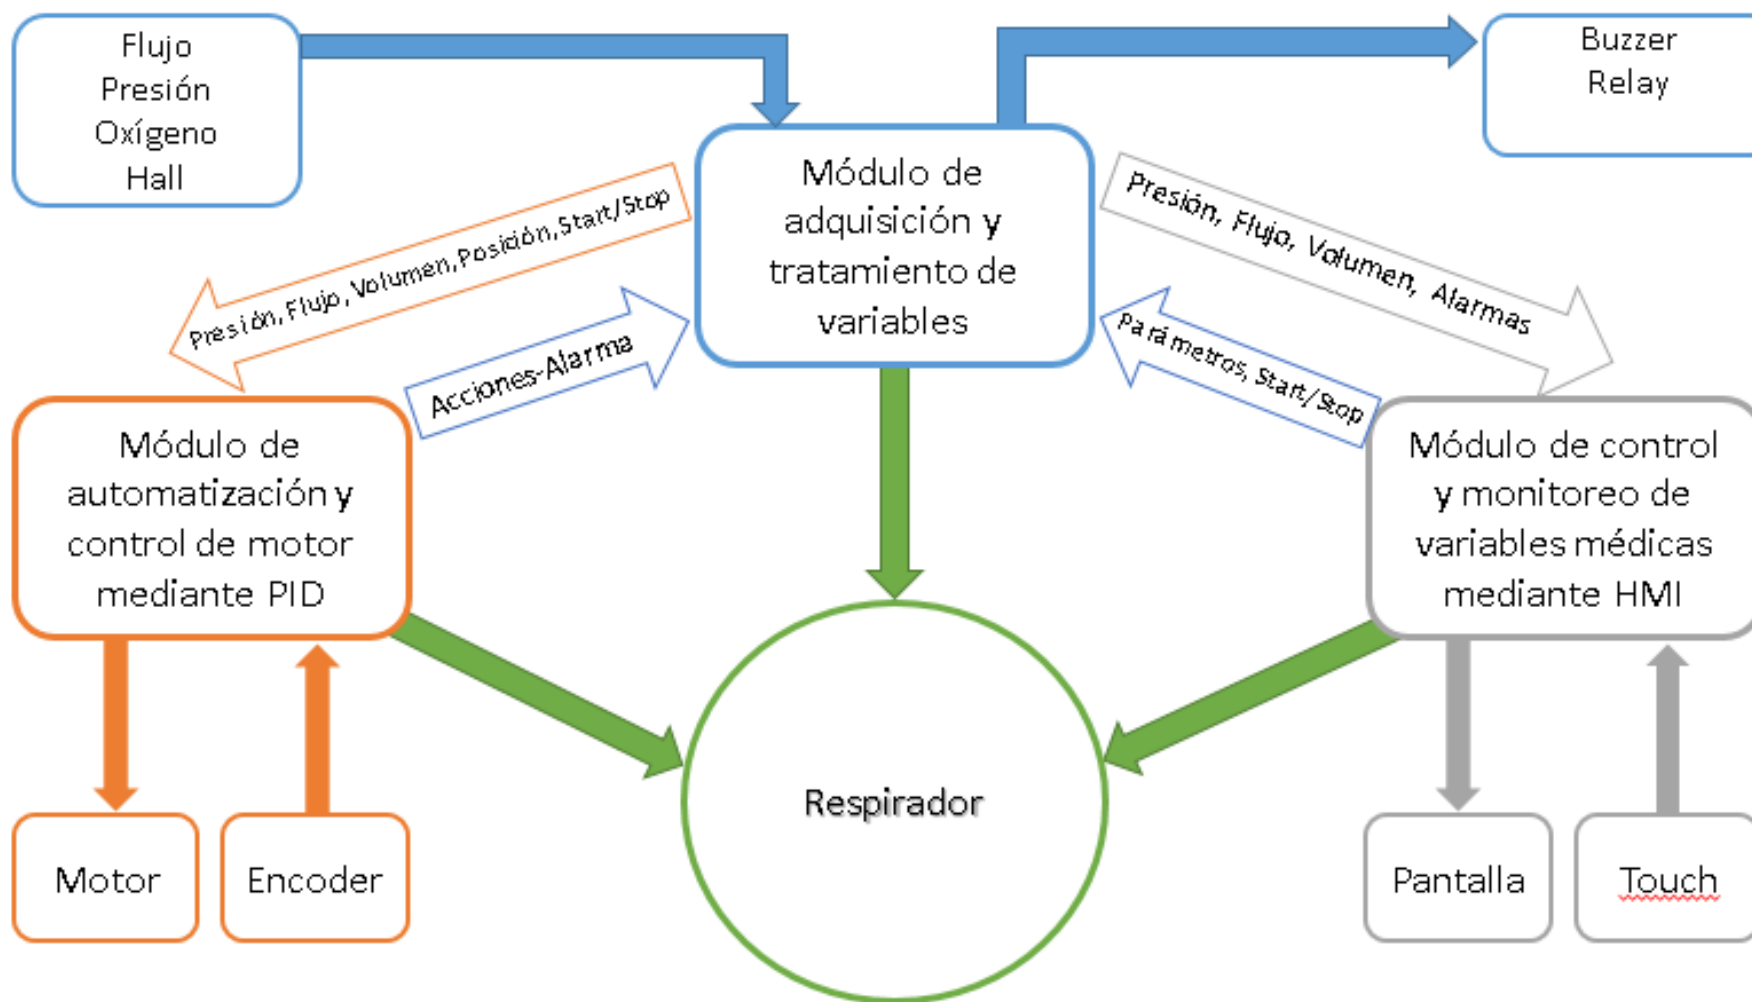 Flujo
Presión
Oxígeno
Hall
Buzzer
Relay
Módulo de
adquisición y
tratamiento de
variables
Presión, Flujo, Volumen, Posición, Start/Stop
Acciones-Alarma
Presión, Flujo, Volumen, Alarmas
Parámetros, Start/Stop
Módulo de
automatización y
control de motor
mediante PID
Módulo de control
y monitoreo de
variables médicas
mediante HMI
Respirador
Motor
Encoder
Pantalla
Touch